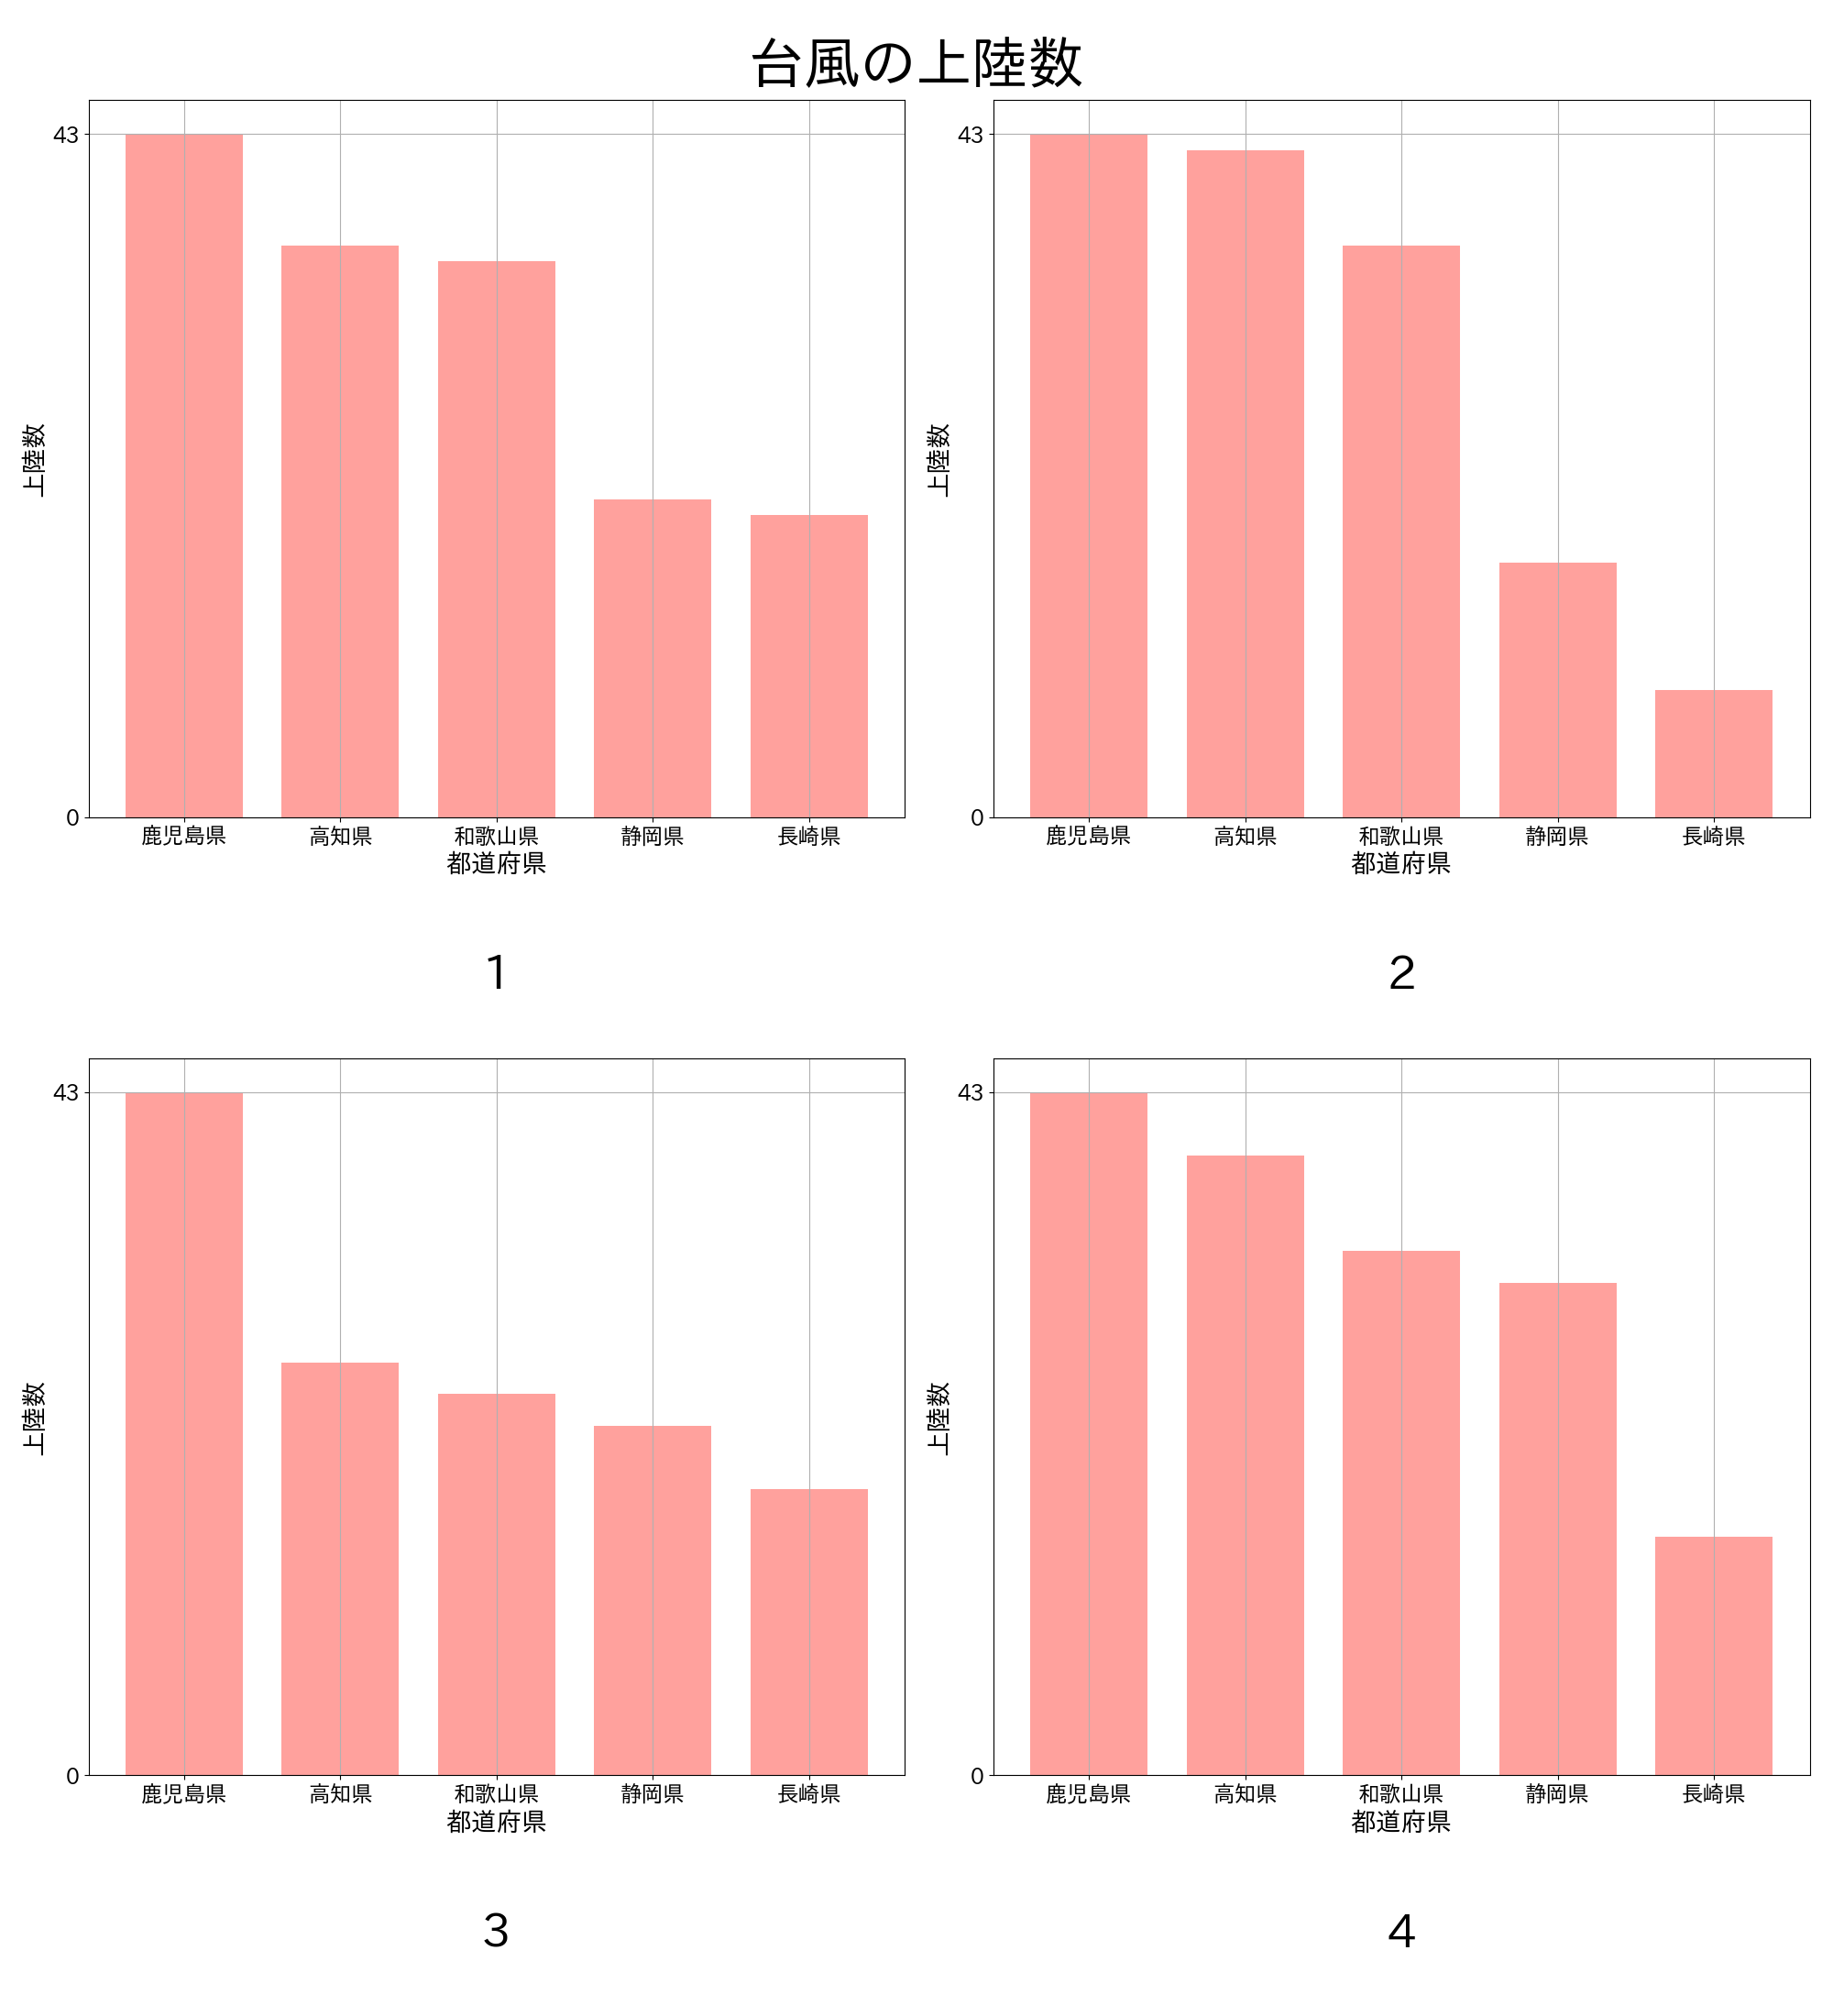 台風の上陸数
43
0
上陸数
鹿児島県 高知県 和歌山県 静岡県 長崎県
都道府県
1
43
0
上陸数
鹿児島県 高知県 和歌山県 静岡県 長崎県
都道府県
2
43
0
上陸数
鹿児島県 高知県 和歌山県 静岡県 長崎県
都道府県
3
43
0
上陸数
鹿児島県 高知県 和歌山県 静岡県 長崎県
都道府県
4